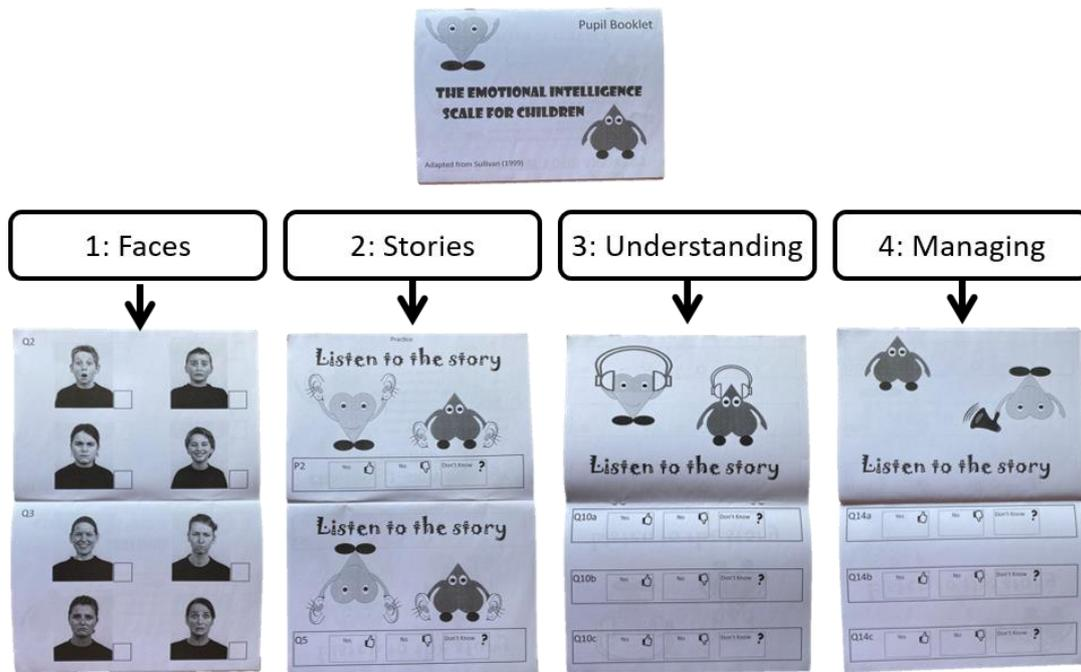 Pupil Booklet
THE EMOTIONAL INTELLIGENCE
SCALE FOR CHILDREN
Adapted from Sullivan (1999)
1: Faces
2: Stories
3: Understanding
4: Managing
Q2
Q3
Practice
Listen to the story
P2 Yes No Don't Know ?
Listen to the story
Q5 Yes No Don't Know ?
Listen to the story
Q10a Yes No Don't Know ?
Q10b Yes No Don't Know ?
Q10c Yes No Don't Know ?
Listen to the story
Q14a Yes No Don't Know ?
Q14b Yes No Don't Know ?
Q14c Yes No Don't Know ?